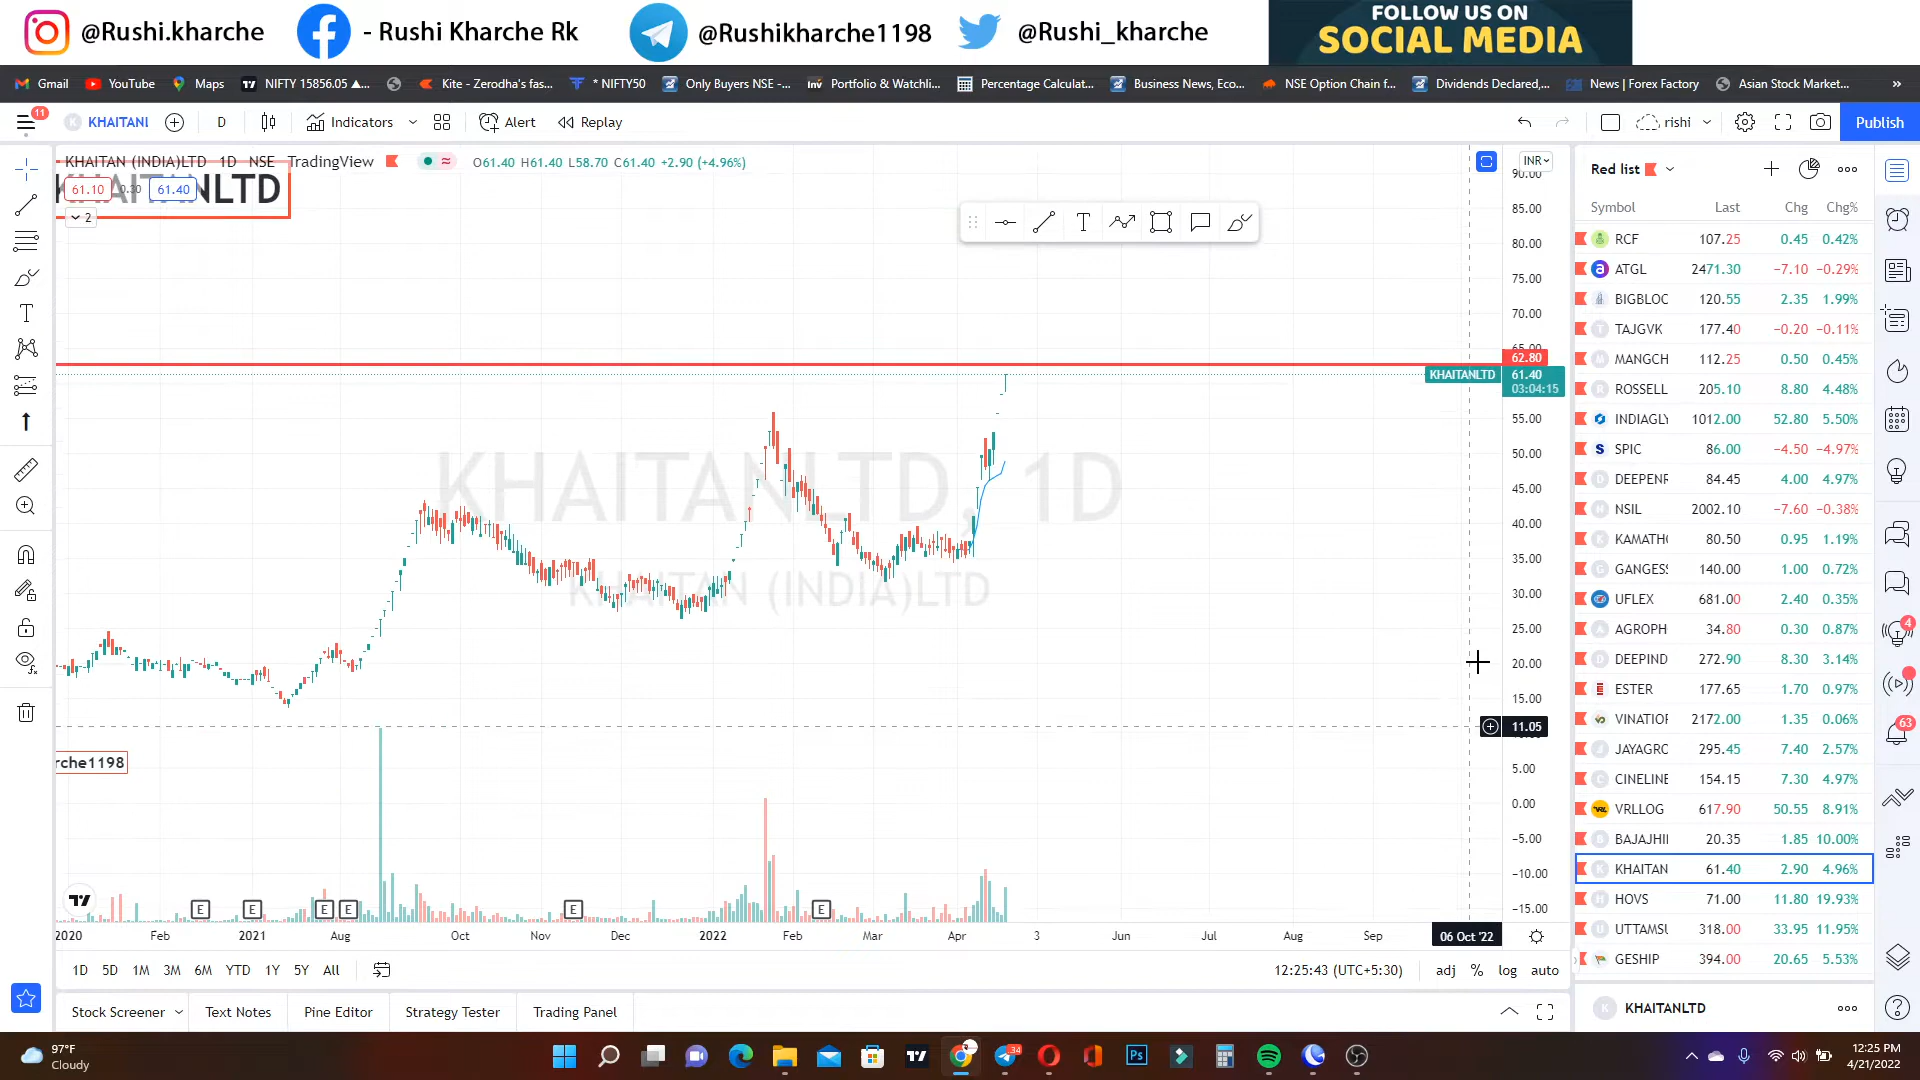 @Rushi.kharche
- Rushi Kharche Rk
@Rushikharche1198
@Rushi_kharche
FOLLOW US ON
SOCIAL MEDIA
Gmail
YouTube
Maps
NIFTY 15856.05 ▲...
Kite - Zerodha's fas...
* NIFTY50
Only Buyers NSE -...
Portfolio & Watchli...
Percentage Calculat...
Business News, Eco...
NSE Option Chain f...
Dividends Declared,...
News | Forex Factory
Asian Stock Market...
»
11
KHAITANI
D
Indicators
Alert
Replay
rishi
Publish
KHAITAN (INDIA)LTD 1D NSE TradingView
O61.40 H61.40 L58.70 C61.40 +2.90 (+4.96%)
KHAITANLTD
61.10 0.30 61.40
2
INR
90.00
85.00
80.00
75.00
70.00
65.00
62.80
KHAITANLTD 61.40
03:04:15
55.00
50.00
45.00
40.00
35.00
30.00
25.00
20.00
15.00
11.05
5.00
0.00
−5.00
−10.00
−15.00
KHAITANLTD, 1D
KHAITAN (INDIA)LTD
rche1198
E E E E E E
2020 Feb 2021 Aug Oct Nov Dec 2022 Feb Mar Apr 3 Jun Jul Aug Sep 06 Oct '22
1D 5D 1M 3M 6M YTD 1Y 5Y All
12:25:43 (UTC+5:30) adj % log auto
Stock Screener
Text Notes
Pine Editor
Strategy Tester
Trading Panel
Red list
Symbol Last Chg Chg%
RCF 107.25 0.45 0.42%
ATGL 2471.30 −7.10 −0.29%
BIGBLOC 120.55 2.35 1.99%
TAJGVK 177.40 −0.20 −0.11%
MANGCH 112.25 0.50 0.45%
ROSSELL 205.10 8.80 4.48%
INDIAGLY 1012.00 52.80 5.50%
SPIC 86.00 −4.50 −4.97%
DEEPENR 84.45 4.00 4.97%
NSIL 2002.10 −7.60 −0.38%
KAMATH 80.50 0.95 1.19%
GANGES 140.00 1.00 0.72%
UFLEX 681.00 2.40 0.35%
AGROPH 34.80 0.30 0.87%
DEEPIND 272.90 8.30 3.14%
ESTER 177.65 1.70 0.97%
VINATIOR 2172.00 1.35 0.06%
JAYAGRO 295.45 7.40 2.57%
CINELINE 154.15 7.30 4.97%
VRLLOG 617.90 50.55 8.91%
BAJAJHI 20.35 1.85 10.00%
KHAITAN 61.40 2.90 4.96%
HOVS 71.00 11.80 19.93%
UTTAMSU 318.00 33.95 11.95%
GESHIP 394.00 20.65 5.53%
KHAITANLTD
4
63
97°F
Cloudy
34
12:25 PM
4/21/2022